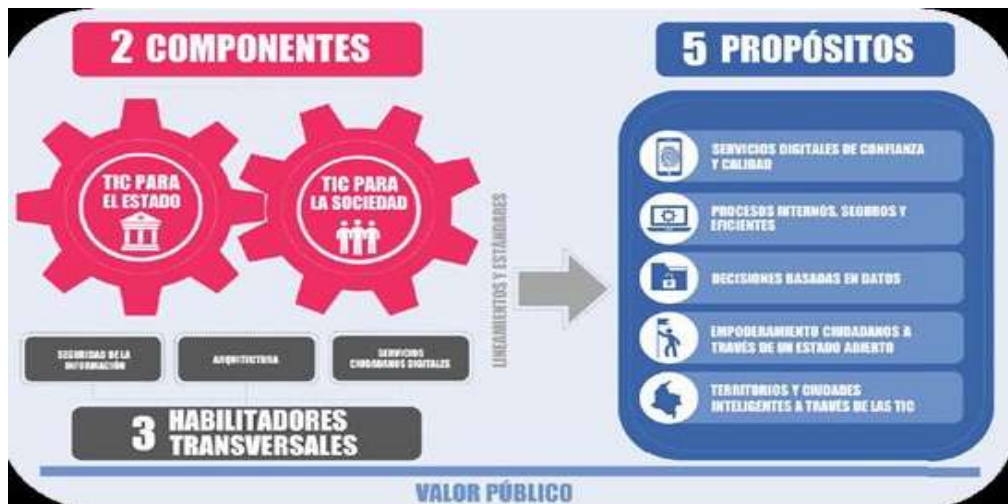 2 COMPONENTES
TIC PARA
EL ESTADO
TIC PARA
LA SOCIEDAD
SEGURIDAD DE LA
INFORMACIÓN
ARQUITECTURA
SERVICIOS
CIUDADANOS DIGITALES
3 HABILITADORES
TRANSVERSALES
LINEAMIENTOS Y ESTÁNDARES
5 PROPÓSITOS
SERVICIOS DIGITALES DE CONFIANZA
Y CALIDAD
PROCESOS INTERNOS, SEGUROS Y
EFICIENTES
DECISIONES BASADAS EN DATOS
EMPODERAMIENTO CIUDADANOS A
TRAVÉS DE UN ESTADO ABIERTO
TERRITORIOS Y CIUDADES
INTELIGENTES A TRAVÉS DE LAS TIC
VALOR PÚBLICO